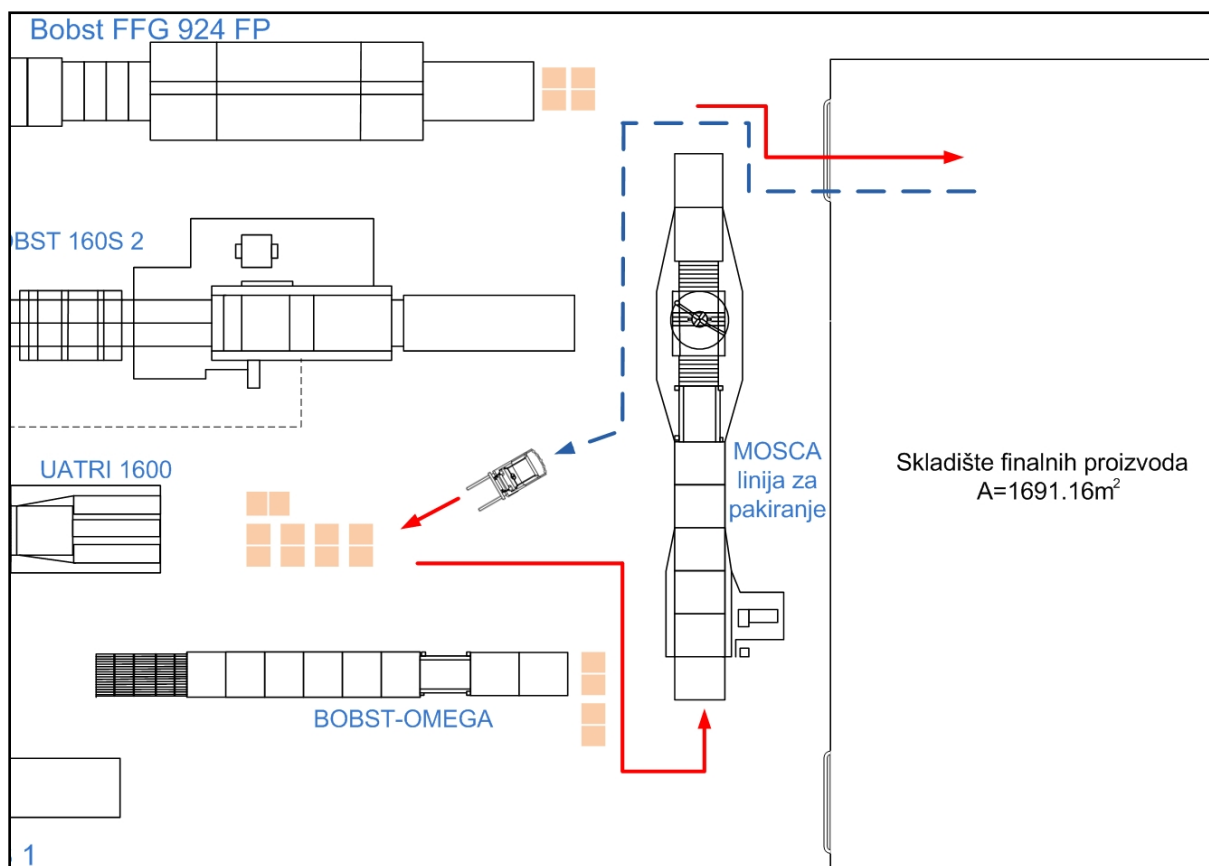 Bobst FFG 924 FP
OBST 160S 2
UATRI 1600
MOSCA
linija za
pakiranje
Skladište finalnih proizvoda
A=1691.16m²
BOBST-OMEGA
1